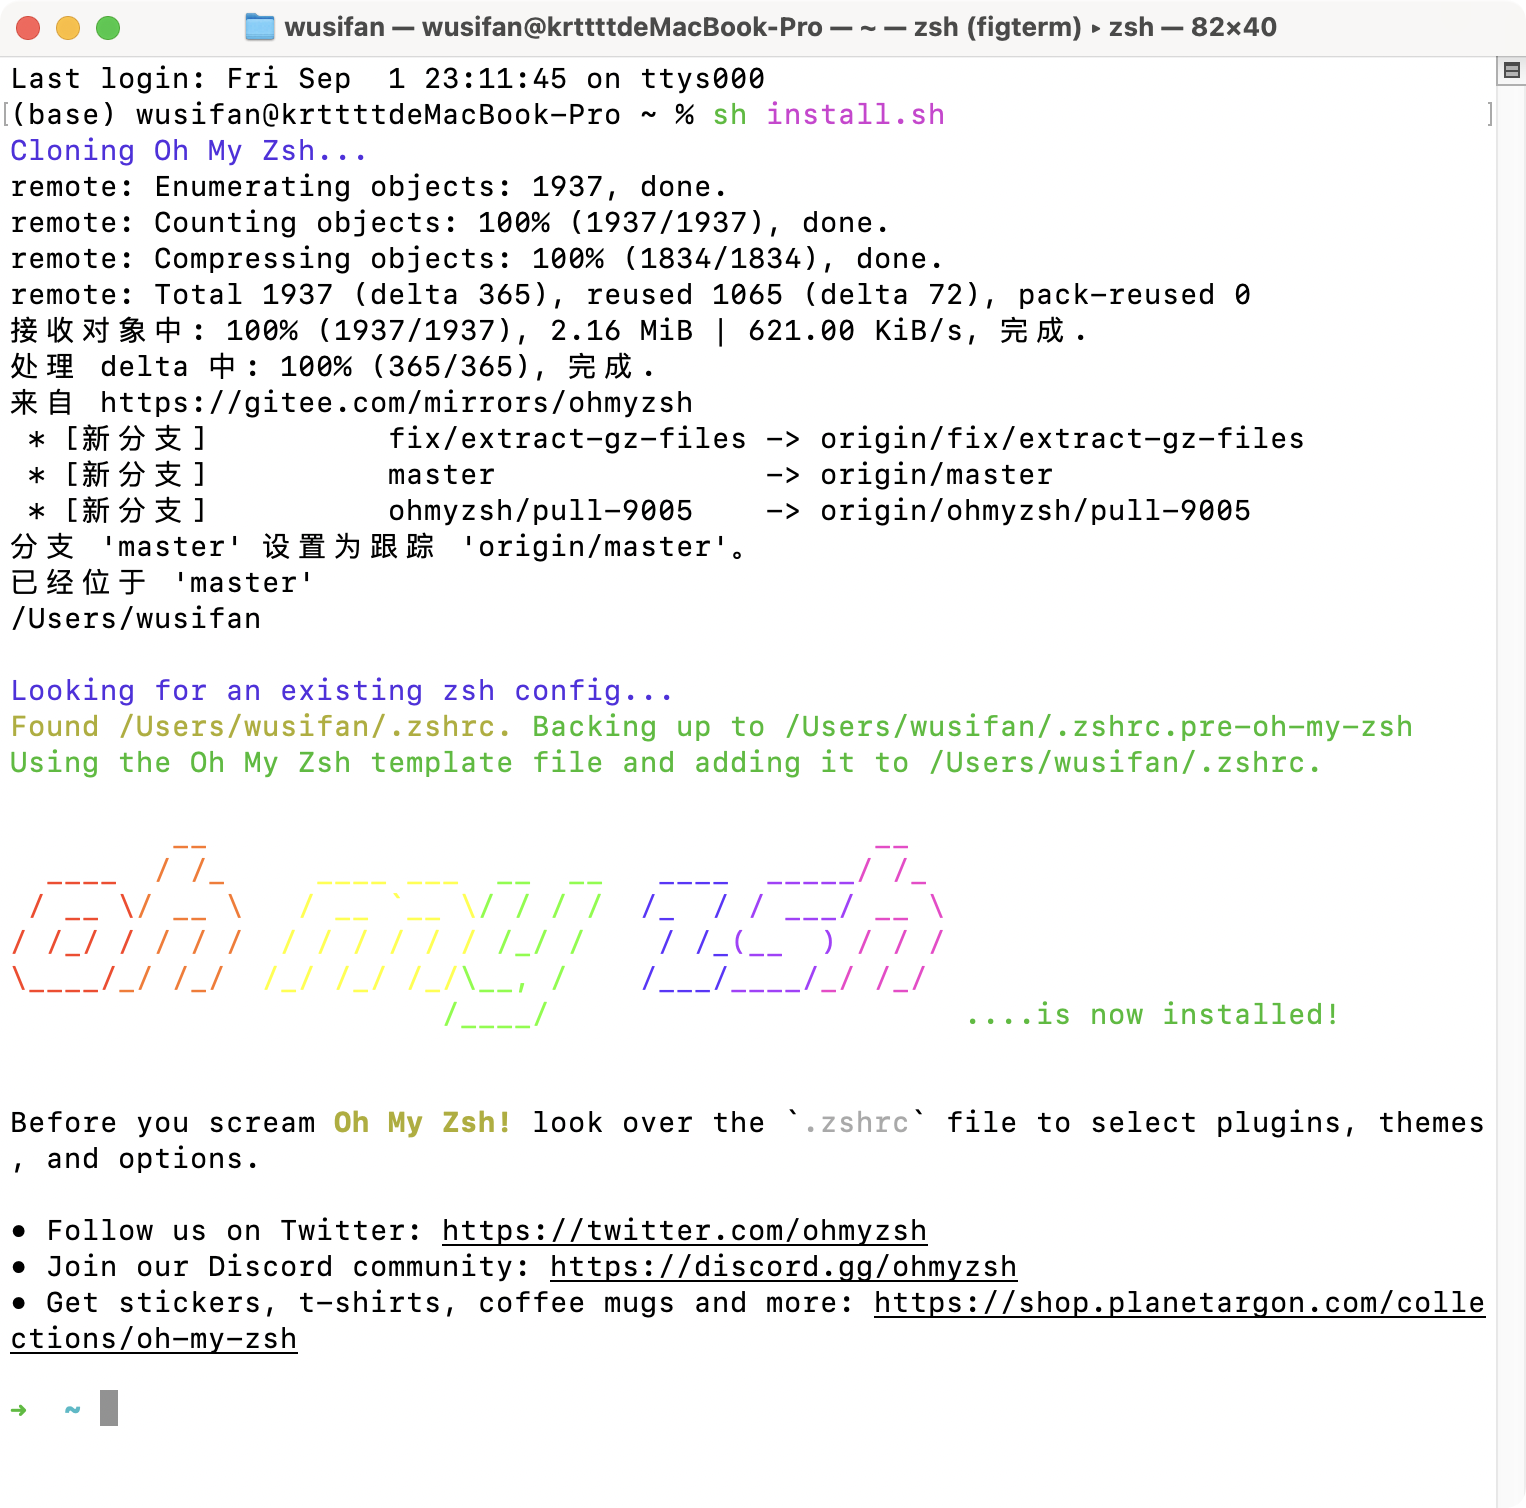 wusifan — wusifan@krttttdeMacBook-Pro — ~ — zsh (figterm) ▸ zsh — 82×40
Last login: Fri Sep  1 23:11:45 on ttys000
(base) wusifan@krttttdeMacBook-Pro ~ % sh install.sh
Cloning Oh My Zsh...
remote: Enumerating objects: 1937, done.
remote: Counting objects: 100% (1937/1937), done.
remote: Compressing objects: 100% (1834/1834), done.
remote: Total 1937 (delta 365), reused 1065 (delta 72), pack-reused 0
接收对象中: 100% (1937/1937), 2.16 MiB | 621.00 KiB/s, 完成.
处理 delta 中: 100% (365/365), 完成.
来自 https://gitee.com/mirrors/ohmyzsh
 * [新分支]          fix/extract-gz-files -> origin/fix/extract-gz-files
 * [新分支]          master               -> origin/master
 * [新分支]          ohmyzsh/pull-9005    -> origin/ohmyzsh/pull-9005
分支 'master' 设置为跟踪 'origin/master'。
已经位于 'master'
/Users/wusifan
Looking for an existing zsh config...
Found /Users/wusifan/.zshrc. Backing up to /Users/wusifan/.zshrc.pre-oh-my-zsh
Using the Oh My Zsh template file and adding it to /Users/wusifan/.zshrc.
oh my zsh
....is now installed!
Before you scream Oh My Zsh! look over the `.zshrc` file to select plugins, themes
, and options.
• Follow us on Twitter: https://twitter.com/ohmyzsh
• Join our Discord community: https://discord.gg/ohmyzsh
• Get stickers, t-shirts, coffee mugs and more: https://shop.planetargon.com/colle
ctions/oh-my-zsh
➜  ~